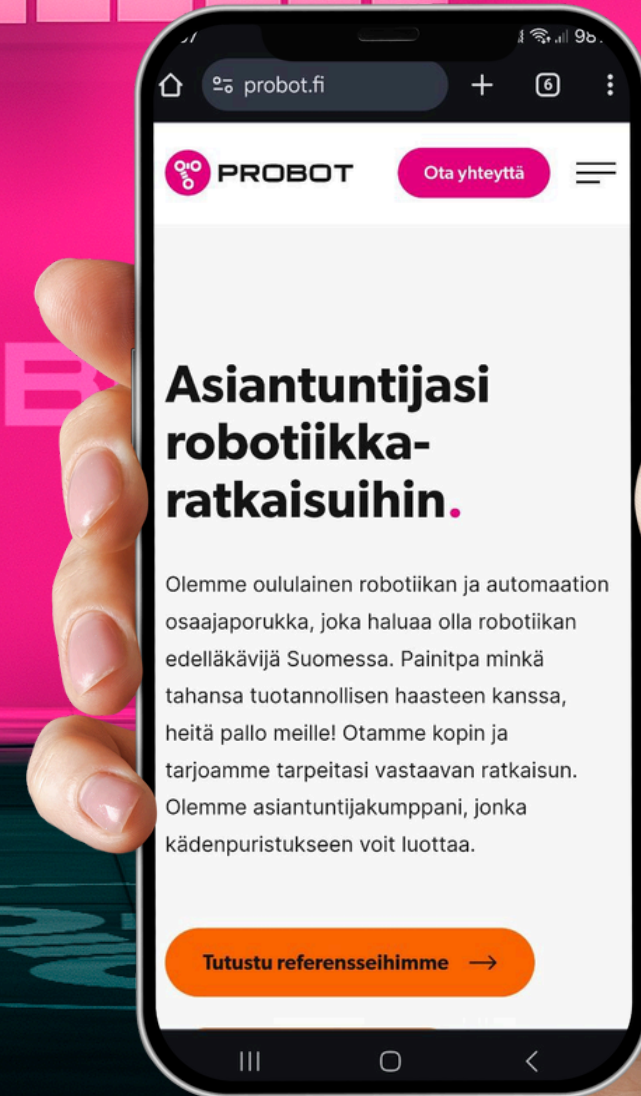 probot.fi
6
PROBOT
Ota yhteyttä
Asiantuntijasi
robotiikka-
ratkaisuihin.
Olemme oululainen robotiikan ja automaation
osaajaporukka, joka haluaa olla robotiikan
edelläkävijä Suomessa. Painitpa minkä
tahansa tuotannollisen haasteen kanssa,
heitä pallo meille! Otamme kopin ja
tarjoamme tarpeitasi vastaavan ratkaisun.
Olemme asiantuntijakumppani, jonka
kädenpuristukseen voit luottaa.
Tutustu referensseihimme